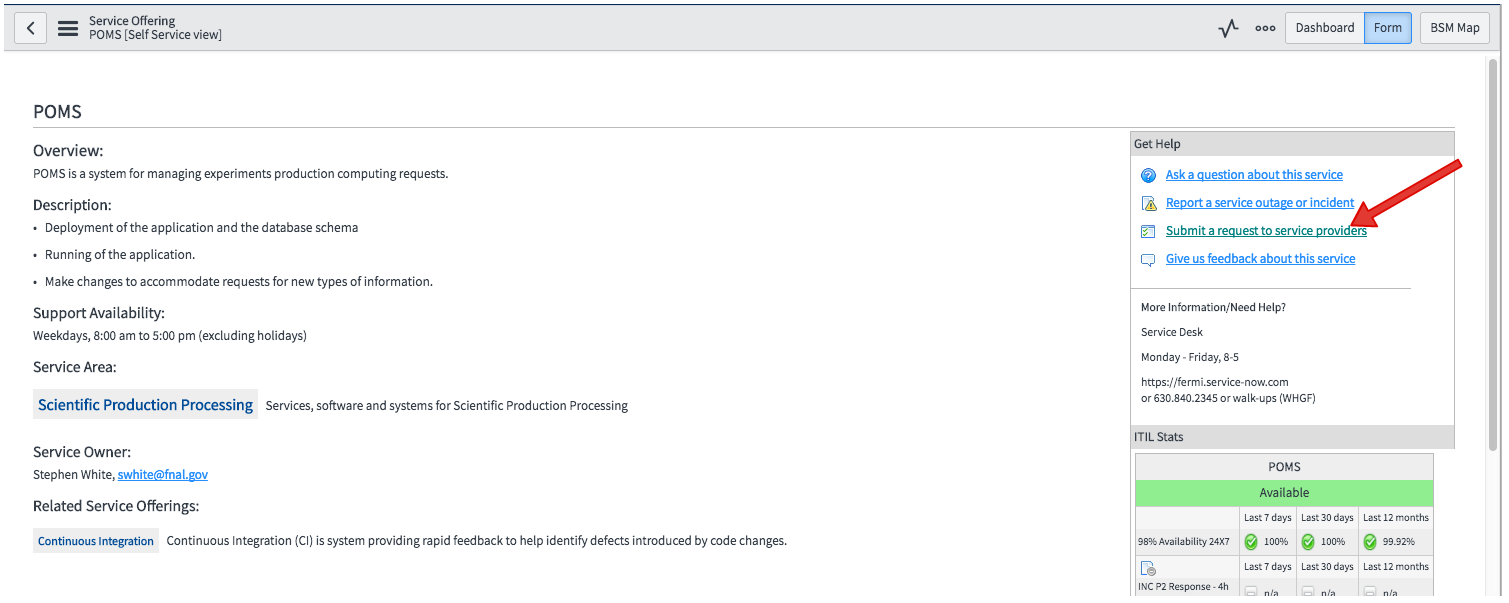 Service Offering
POMS [Self Service view]
Dashboard
Form
BSM Map
POMS
Overview:
POMS is a system for managing experiments production computing requests.
Description:
• Deployment of the application and the database schema
• Running of the application.
• Make changes to accommodate requests for new types of information.
Support Availability:
Weekdays, 8:00 am to 5:00 pm (excluding holidays)
Service Area:
Scientific Production Processing Services, software and systems for Scientific Production Processing
Service Owner:
Stephen White, swhite@fnal.gov
Related Service Offerings:
Continuous Integration Continuous Integration (CI) is system providing rapid feedback to help identify defects introduced by code changes.
Get Help
Ask a question about this service
Report a service outage or incident
Submit a request to service providers
Give us feedback about this service
More Information/Need Help?
Service Desk
Monday - Friday, 8-5
https://fermi.service-now.com
or 630.840.2345 or walk-ups (WHGF)
ITIL Stats
POMS
Available
Last 7 days Last 30 days Last 12 months
98% Availability 24X7 100% 100% 99.92%
Last 7 days Last 30 days Last 12 months
INC P2 Response - 4h n/a n/a n/a